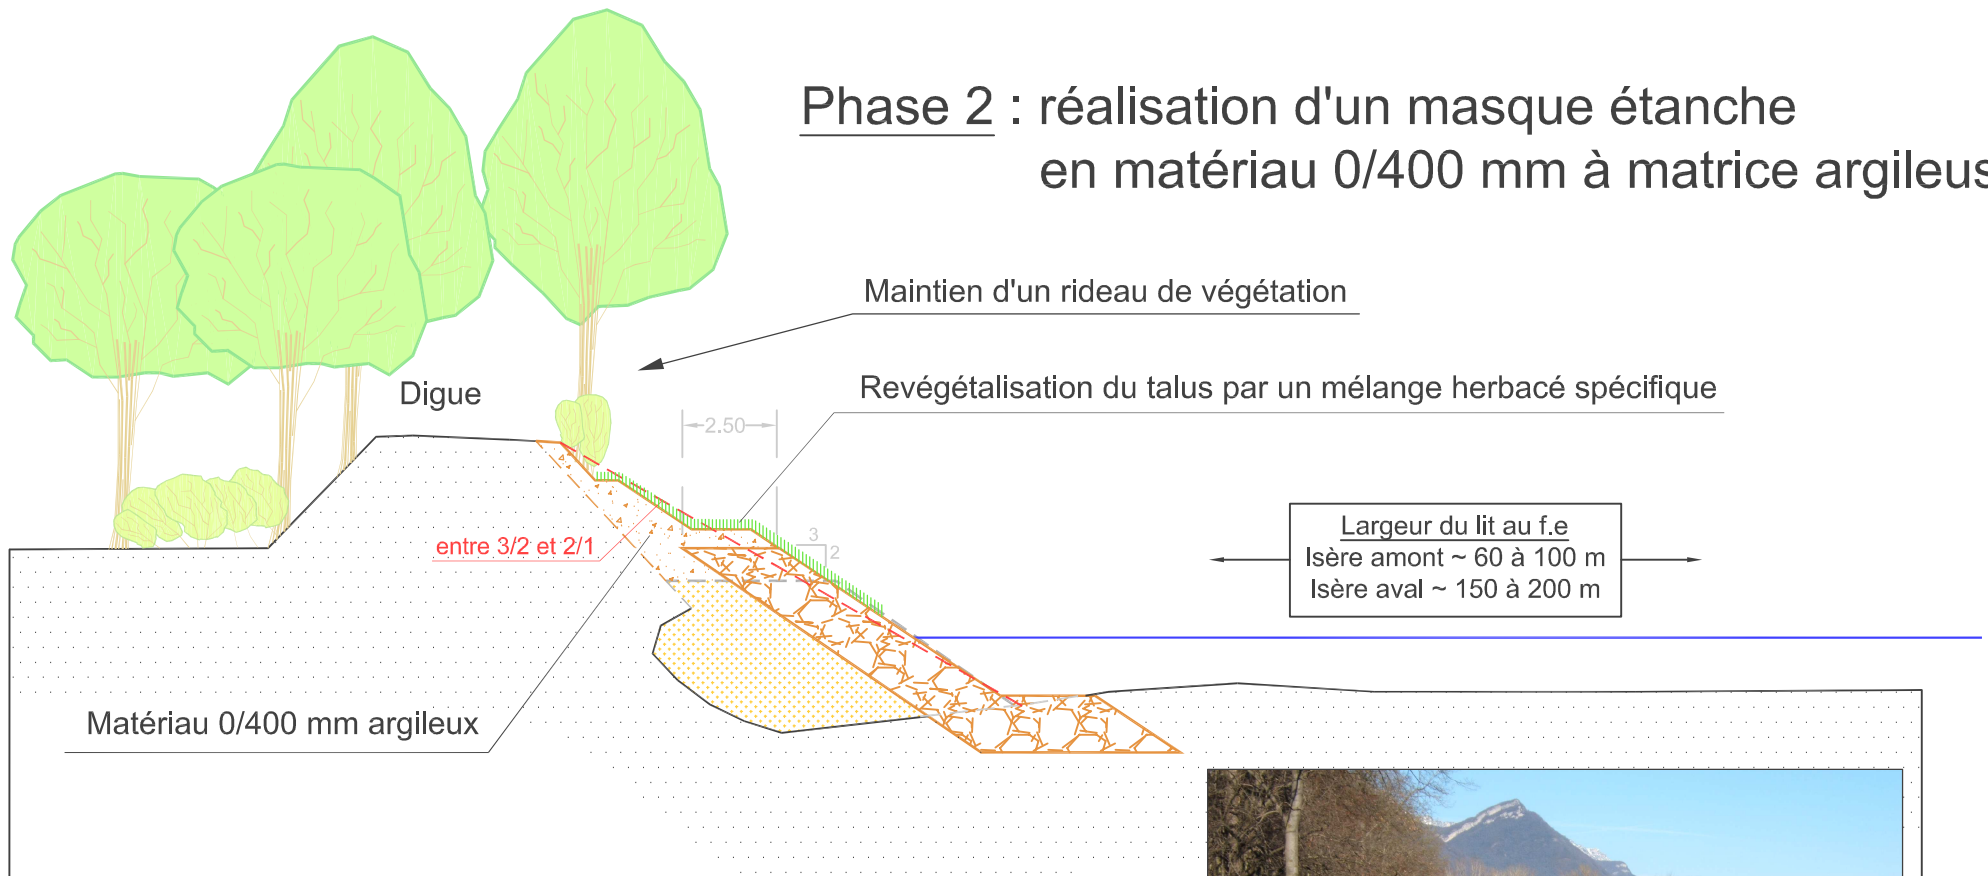 Phase 2 : réalisation d'un masque étanche
en matériau 0/400 mm à matrice argileus
Maintien d'un rideau de végétation
Digue
Revégétalisation du talus par un mélange herbacé spécifique
2.50
3
2
entre 3/2 et 2/1
Largeur du lit au f.e
Isère amont ~ 60 à 100 m
Isère aval ~ 150 à 200 m
Matériau 0/400 mm argileux